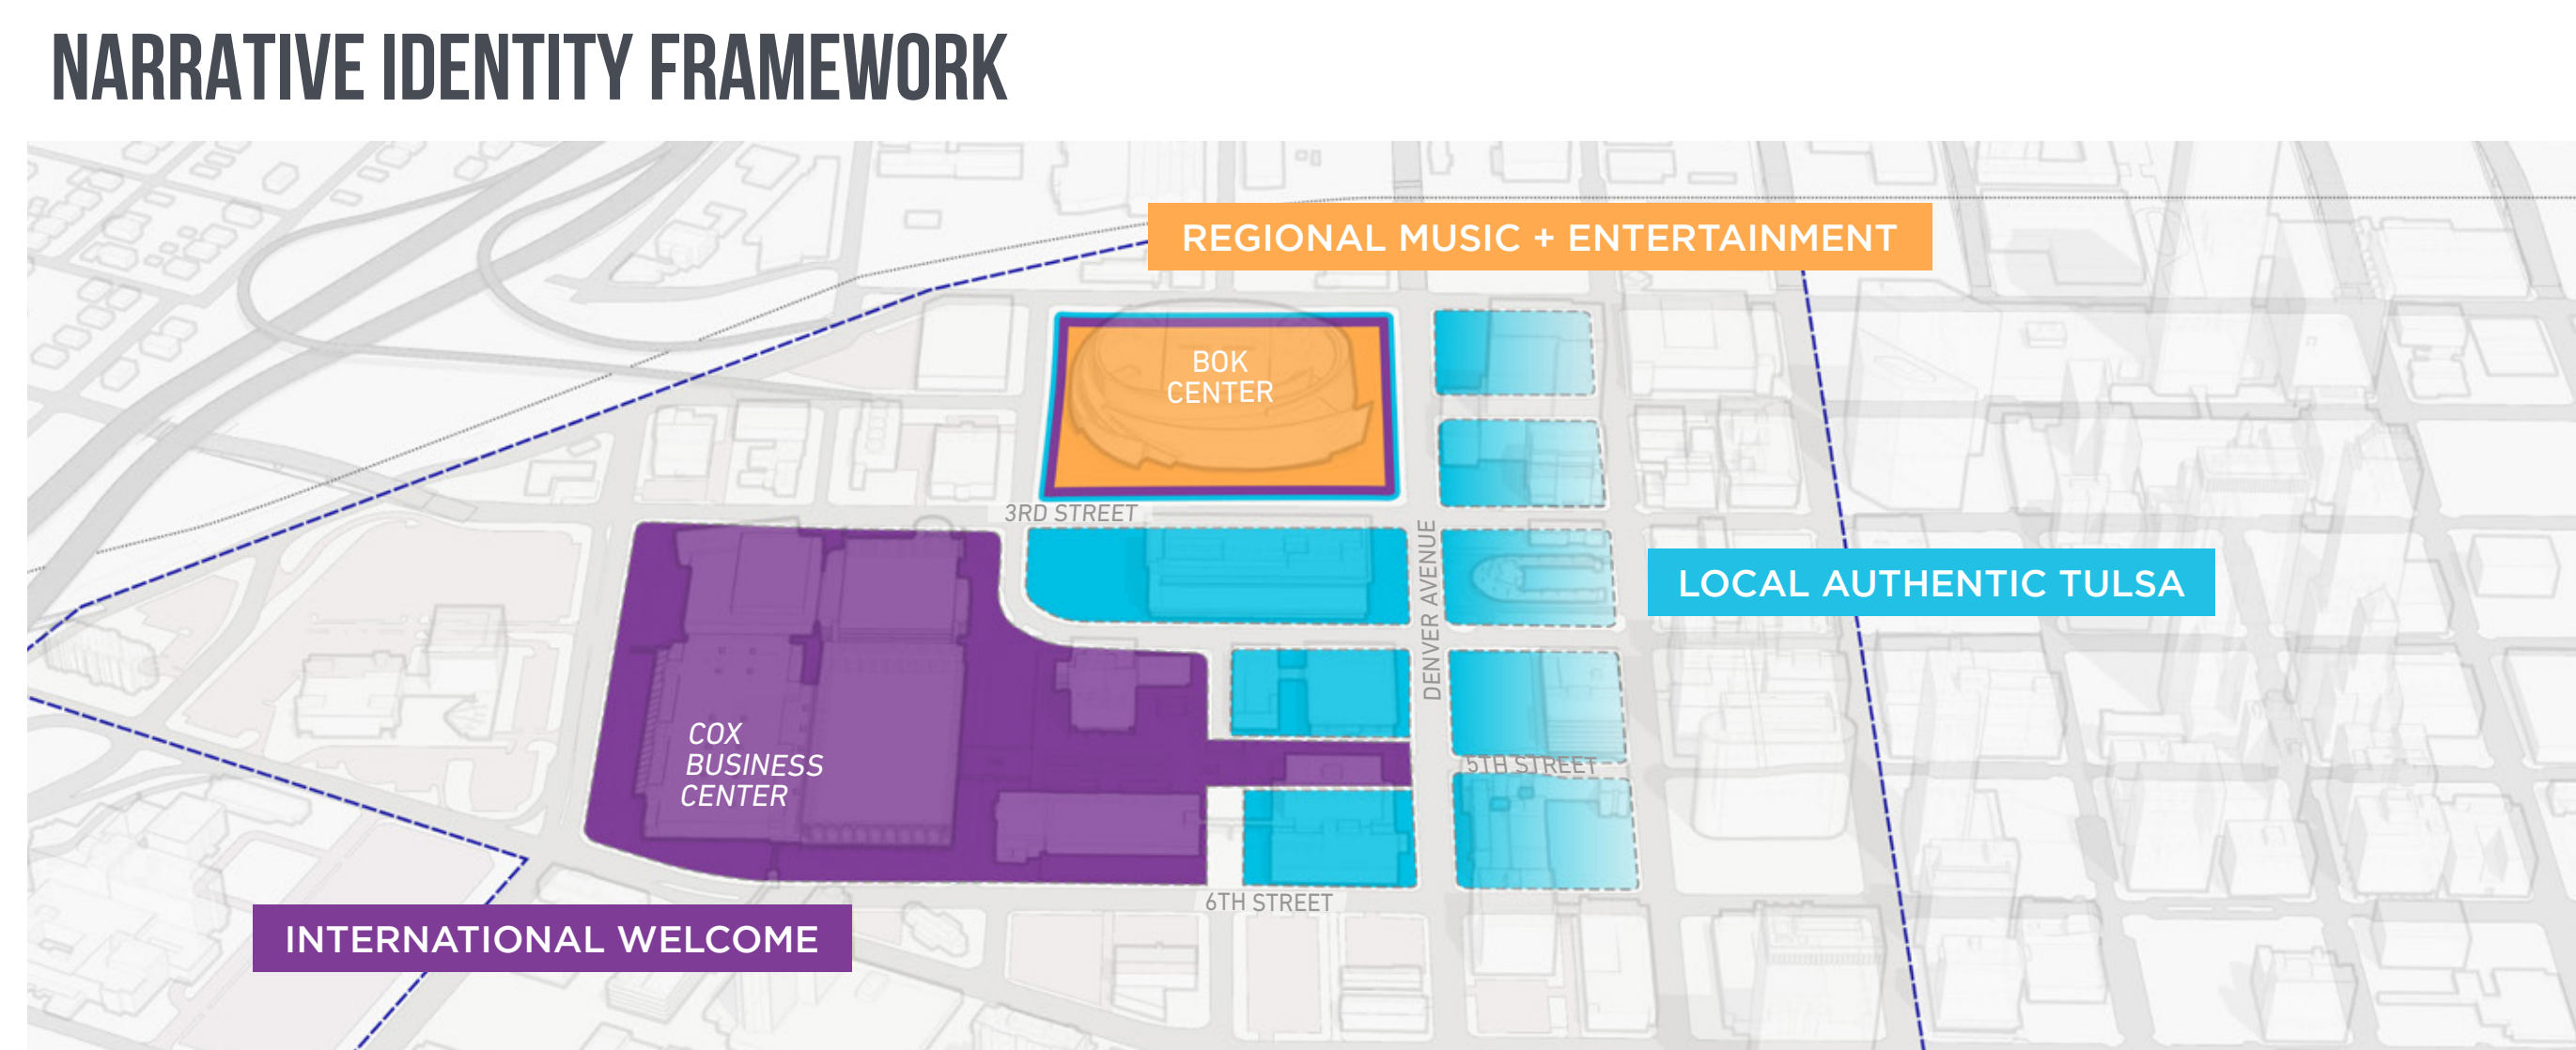 NARRATIVE IDENTITY FRAMEWORK
REGIONAL MUSIC + ENTERTAINMENT
BOK
CENTER
3RD STREET
DENVER AVENUE
LOCAL AUTHENTIC TULSA
COX
BUSINESS
CENTER
5TH STREET
6TH STREET
INTERNATIONAL WELCOME